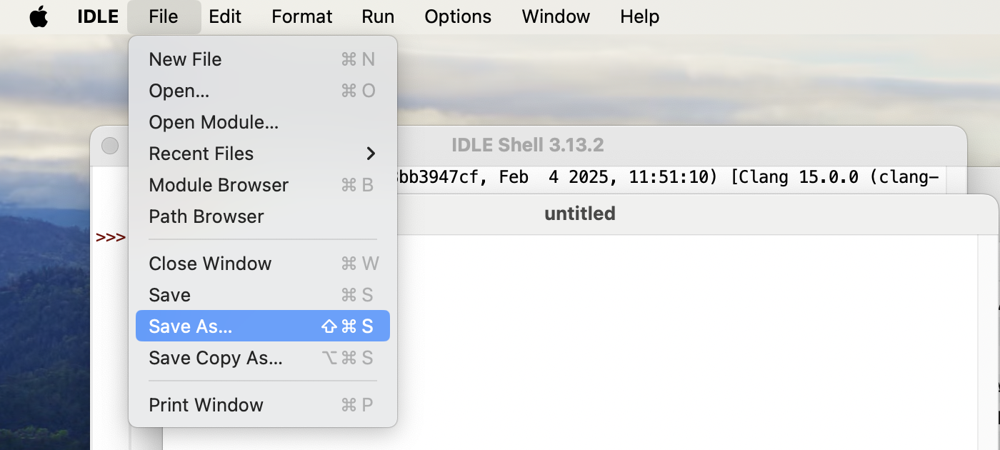 IDLE File Edit Format Run Options Window Help
New File ⌘ N
Open... ⌘ O
Open Module...
Recent Files >
Module Browser ⌘ B
Path Browser
Close Window ⌘ W
Save ⌘ S
Save As... ⇧ ⌘ S
Save Copy As... ⌥ ⌘ S
Print Window ⌘ P
IDLE Shell 3.13.2
bb3947cf, Feb  4 2025, 11:51:10) [Clang 15.0.0 (clang-
>>>
untitled